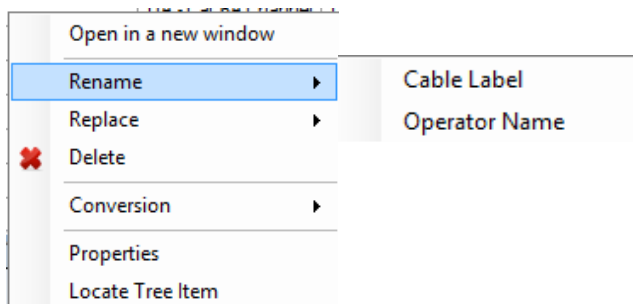 Open in a new window
Rename
Cable Label
Replace
Operator Name
Delete
Conversion
Properties
Locate Tree Item